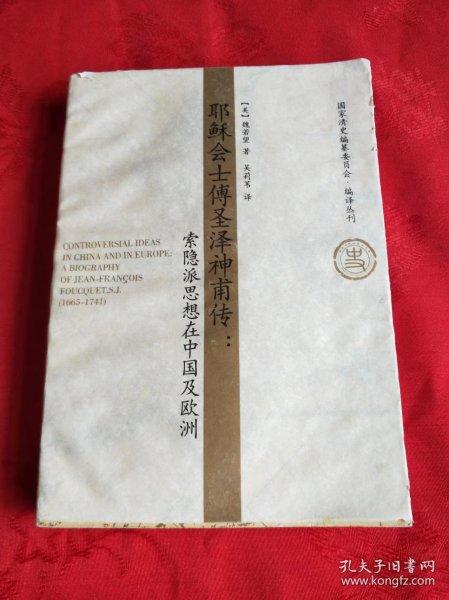 国家清史编纂委员会·编译丛刊
【美】魏若望 著 吴莉苇 译
耶稣会士傅圣泽神甫传：
索隐派思想在中国及欧洲
CONTROVERSIAL IDEAS
IN CHINA AND IN EUROPE:
A BIOGRAPHY
OF JEAN-FRANÇOIS
FOUCQUET,S.J.
(1665-1741)
孔夫子旧书网
www.kongfz.com